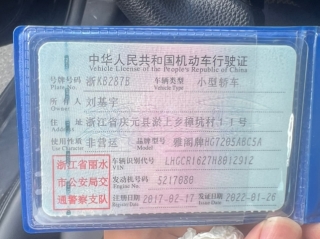 中华人民共和国机动车行驶证
Vehicle License of the People's Republic of China
号牌号码 浙K8287B 车辆类型 小型轿车
Plate No. Vehicle Type
所有人 刘基宇
Owner
住址 浙江省庆元县淤上乡 坑村11号
Address
使用性质 非营运 品牌型号 雅阁牌HG7205ABC5A
Use Character Model
浙江省丽水 车辆识别代号 LHGCR1627H8012912
VIN
市公安局交 发动机号码 5217088
Engine No.
通警察支队 注册日期 2017-02-17 发证日期 2022-01-26
Register Date Issue Date